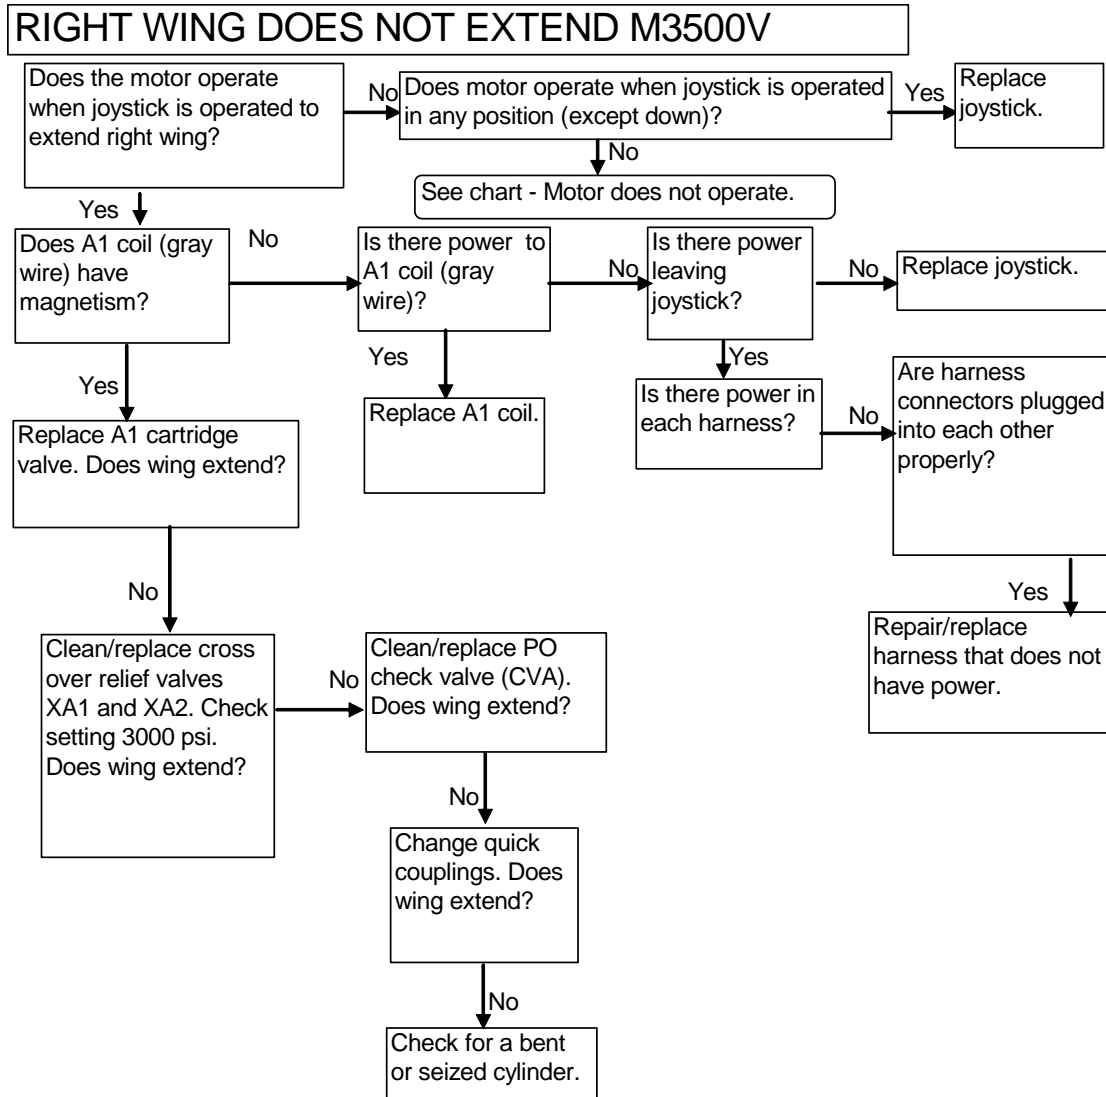 RIGHT WING DOES NOT EXTEND M3500V
Does the motor operate
when joystick is operated to
extend right wing?
No
Does motor operate when joystick is operated
in any position (except down)?
Yes
Replace
joystick.
No
See chart - Motor does not operate.
Yes
Does A1 coil (gray
wire) have
magnetism?
No
Is there power  to
A1 coil (gray
wire)?
No
Is there power
leaving
joystick?
No
Replace joystick.
Yes
Replace A1 coil.
Yes
Is there power in
each harness?
No
Are harness
connectors plugged
into each other
properly?
Yes
Repair/replace
harness that does not
have power.
Yes
Replace A1 cartridge
valve. Does wing extend?
No
Clean/replace cross
over relief valves
XA1 and XA2. Check
setting 3000 psi.
Does wing extend?
No
Clean/replace PO
check valve (CVA).
Does wing extend?
No
Change quick
couplings. Does
wing extend?
No
Check for a bent
or seized cylinder.